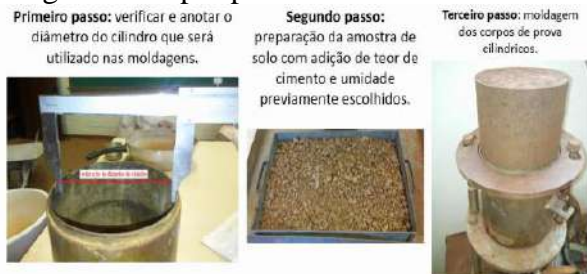 Primeiro passo: verificar e anotar o
diâmetro do cilindro que será
utilizado nas moldagens.
Segundo passo:
preparação da amostra de
solo com adição de teor de
cimento e umidade
previamente escolhidos.
Terceiro passo: moldagem
dos corpos de prova
cilíndricos.